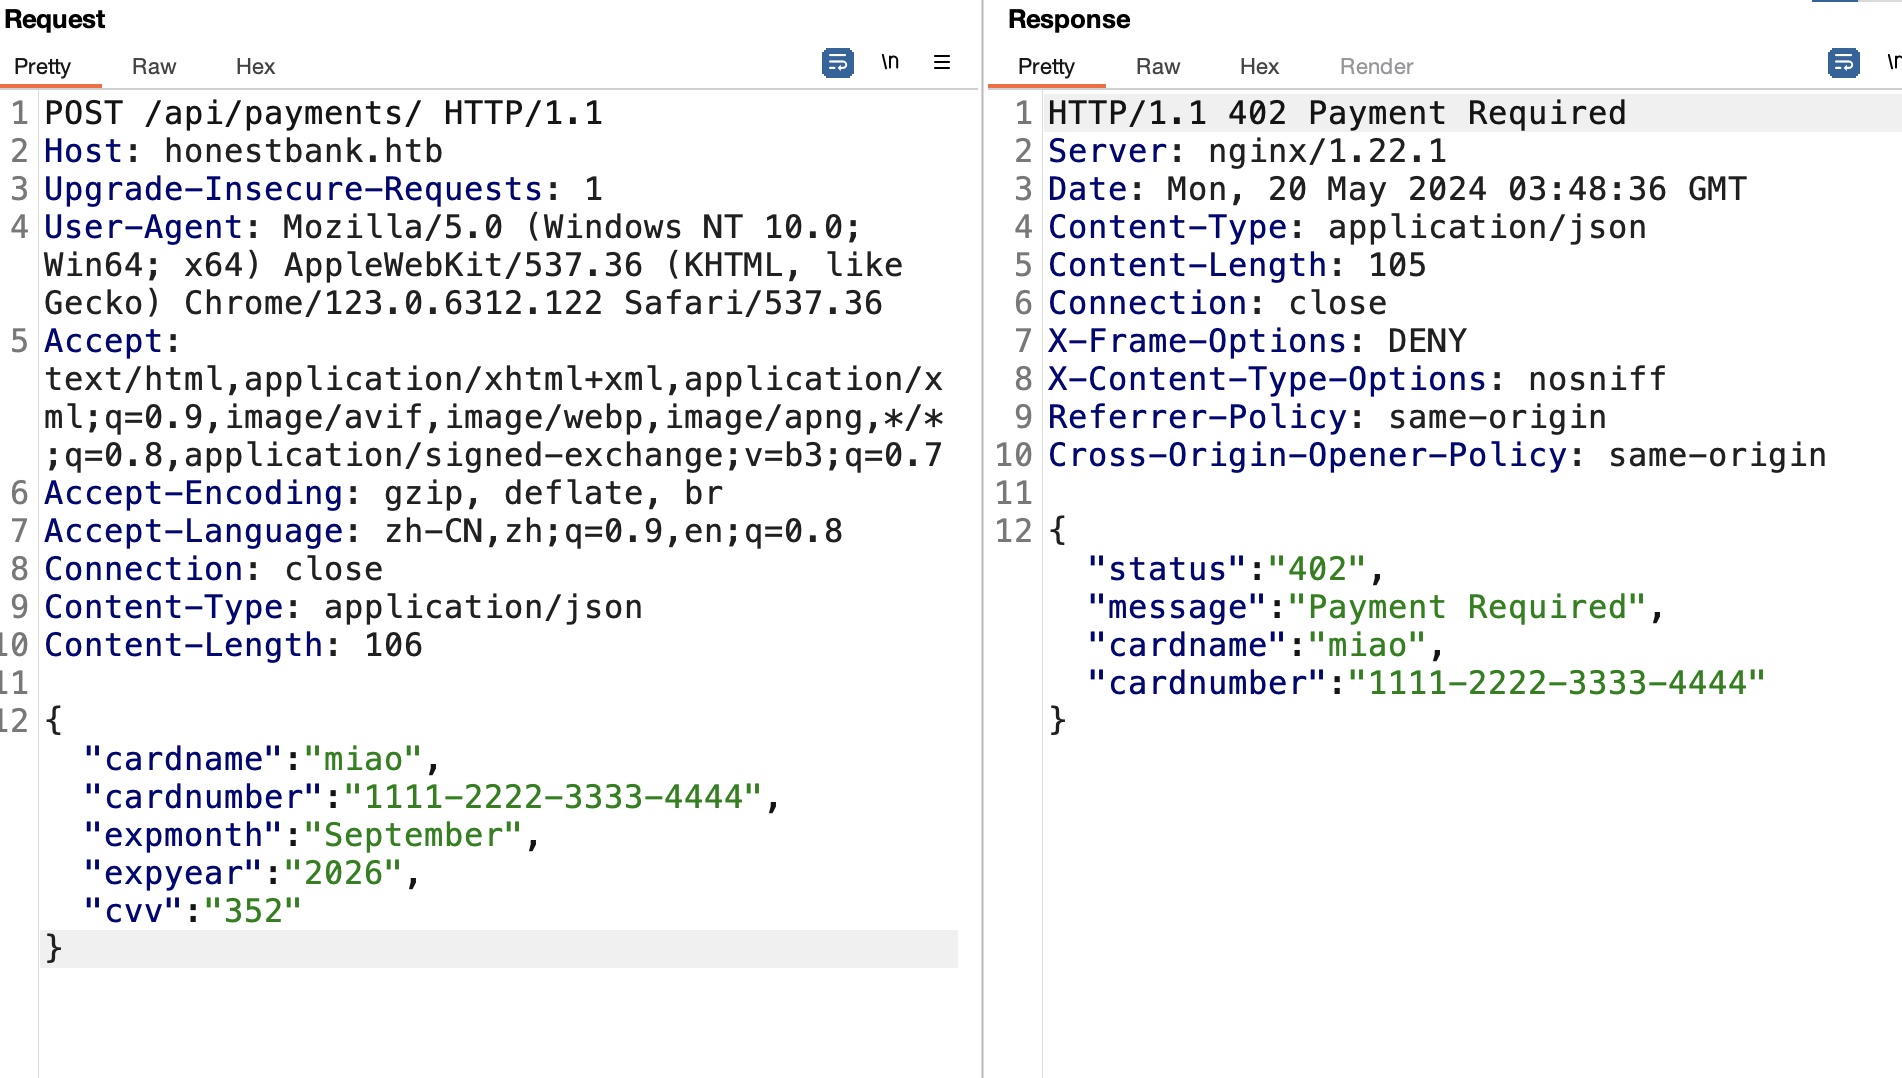 Request
Pretty Raw Hex \n
1 POST /api/payments/ HTTP/1.1
2 Host: honestbank.htb
3 Upgrade-Insecure-Requests: 1
4 User-Agent: Mozilla/5.0 (Windows NT 10.0;
Win64; x64) AppleWebKit/537.36 (KHTML, like
Gecko) Chrome/123.0.6312.122 Safari/537.36
5 Accept:
text/html,application/xhtml+xml,application/x
ml;q=0.9,image/avif,image/webp,image/apng,*/*
;q=0.8,application/signed-exchange;v=b3;q=0.7
6 Accept-Encoding: gzip, deflate, br
7 Accept-Language: zh-CN,zh;q=0.9,en;q=0.8
8 Connection: close
9 Content-Type: application/json
10 Content-Length: 106
11
12 {
"cardname":"miao",
"cardnumber":"1111-2222-3333-4444",
"expmonth":"September",
"expyear":"2026",
"cvv":"352"
}
Response
Pretty Raw Hex Render \n
1 HTTP/1.1 402 Payment Required
2 Server: nginx/1.22.1
3 Date: Mon, 20 May 2024 03:48:36 GMT
4 Content-Type: application/json
5 Content-Length: 105
6 Connection: close
7 X-Frame-Options: DENY
8 X-Content-Type-Options: nosniff
9 Referrer-Policy: same-origin
10 Cross-Origin-Opener-Policy: same-origin
11
12 {
"status":"402",
"message":"Payment Required",
"cardname":"miao",
"cardnumber":"1111-2222-3333-4444"
}